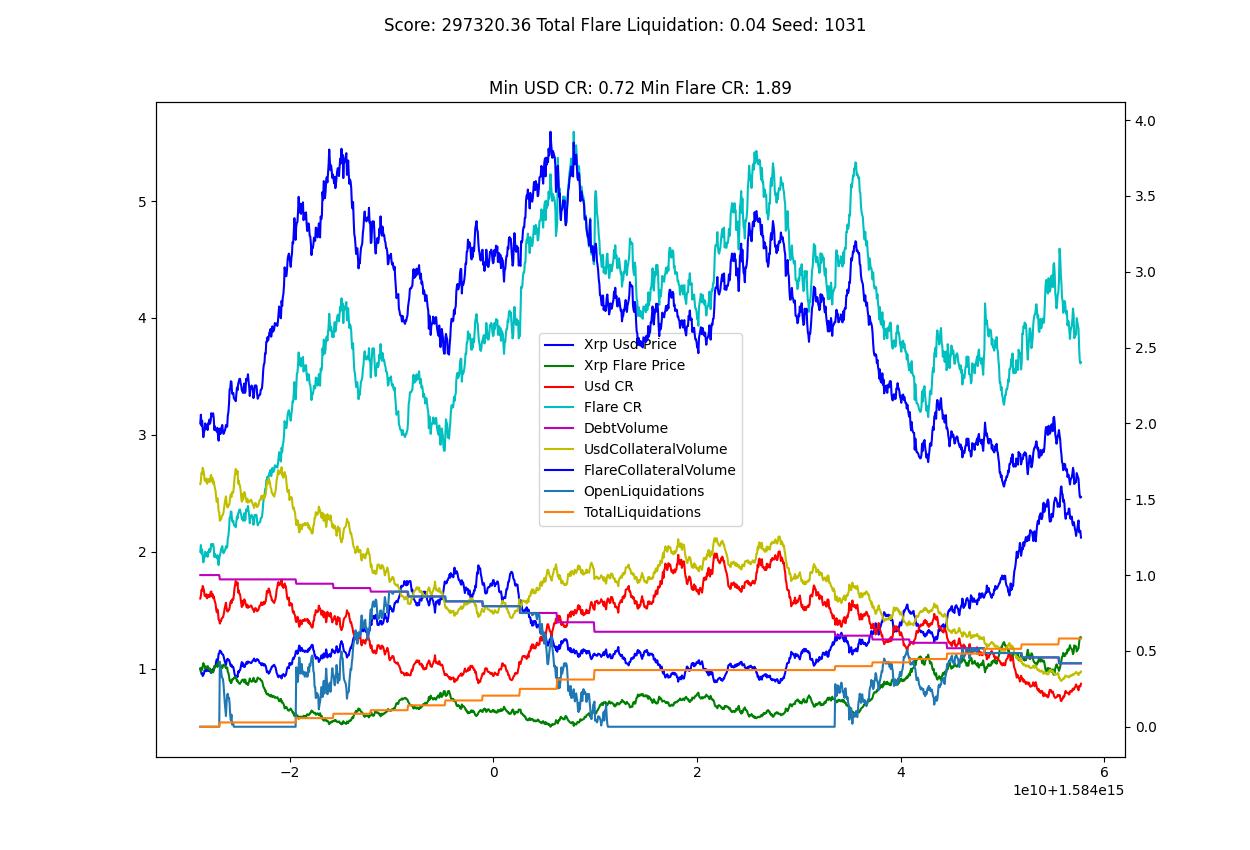 Score: 297320.36 Total Flare Liquidation: 0.04 Seed: 1031
Min USD CR: 0.72 Min Flare CR: 1.89
5
4
3
2
1
4.0
3.5
3.0
2.5
2.0
1.5
1.0
0.5
0.0
Xrp Usd Price
Xrp Flare Price
Usd CR
Flare CR
DebtVolume
UsdCollateralVolume
FlareCollateralVolume
OpenLiquidations
TotalLiquidations
−2 0 2 4 6
1e10+1.584e15